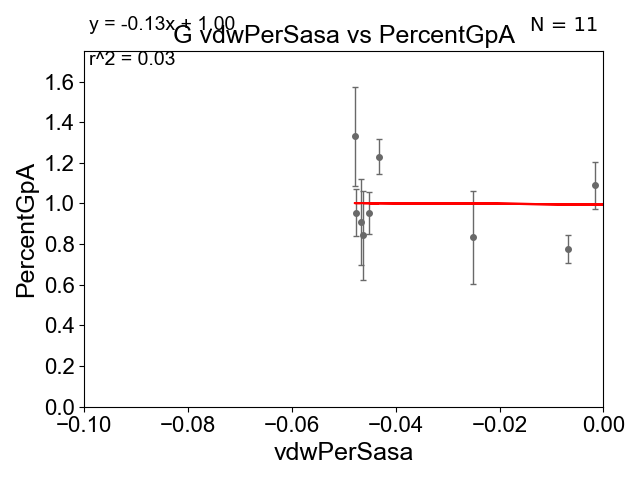 y = -0.13x + 1.00
N = 11
G vdwPerSasa vs PercentGpA
r^2 = 0.03
PercentGpA
1.6
1.4
1.2
1.0
0.8
0.6
0.4
0.2
0.0
−0.10 −0.08 −0.06 −0.04 −0.02 0.00
vdwPerSasa